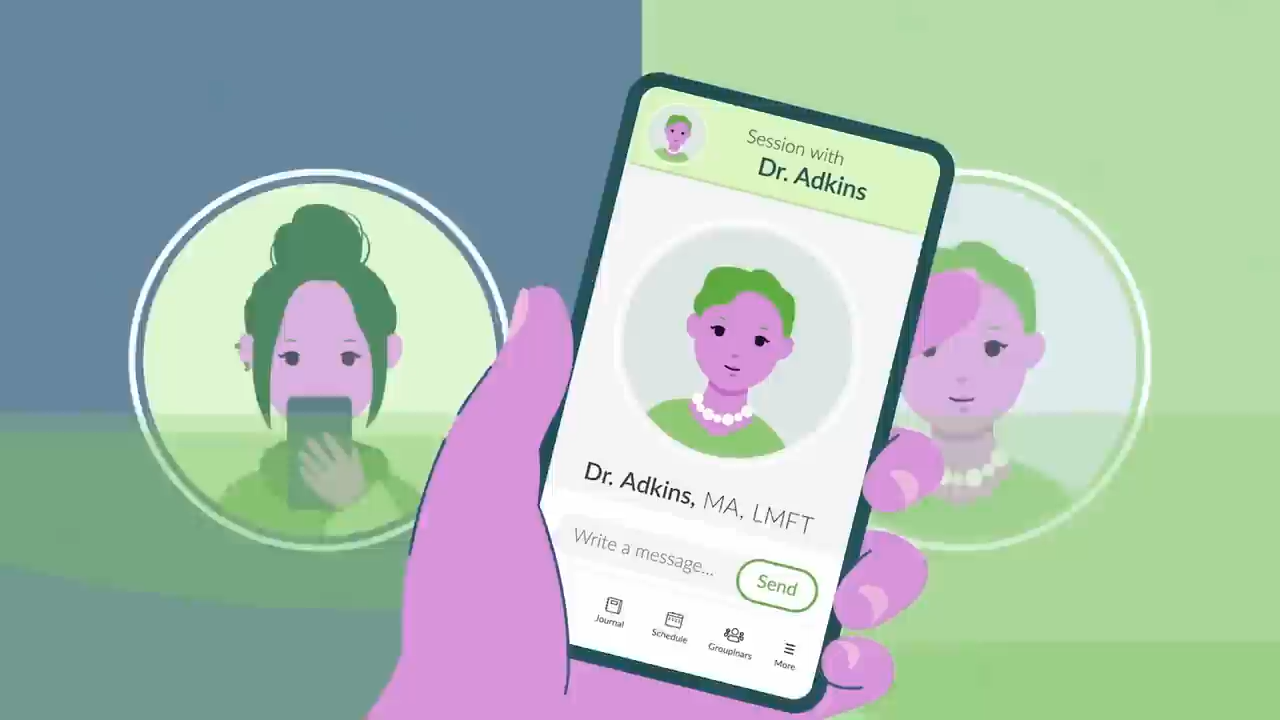 Session with
Dr. Adkins
Dr. Adkins, MA, LMFT
Write a message...
Send
Journal
Schedule
Groupinars
More